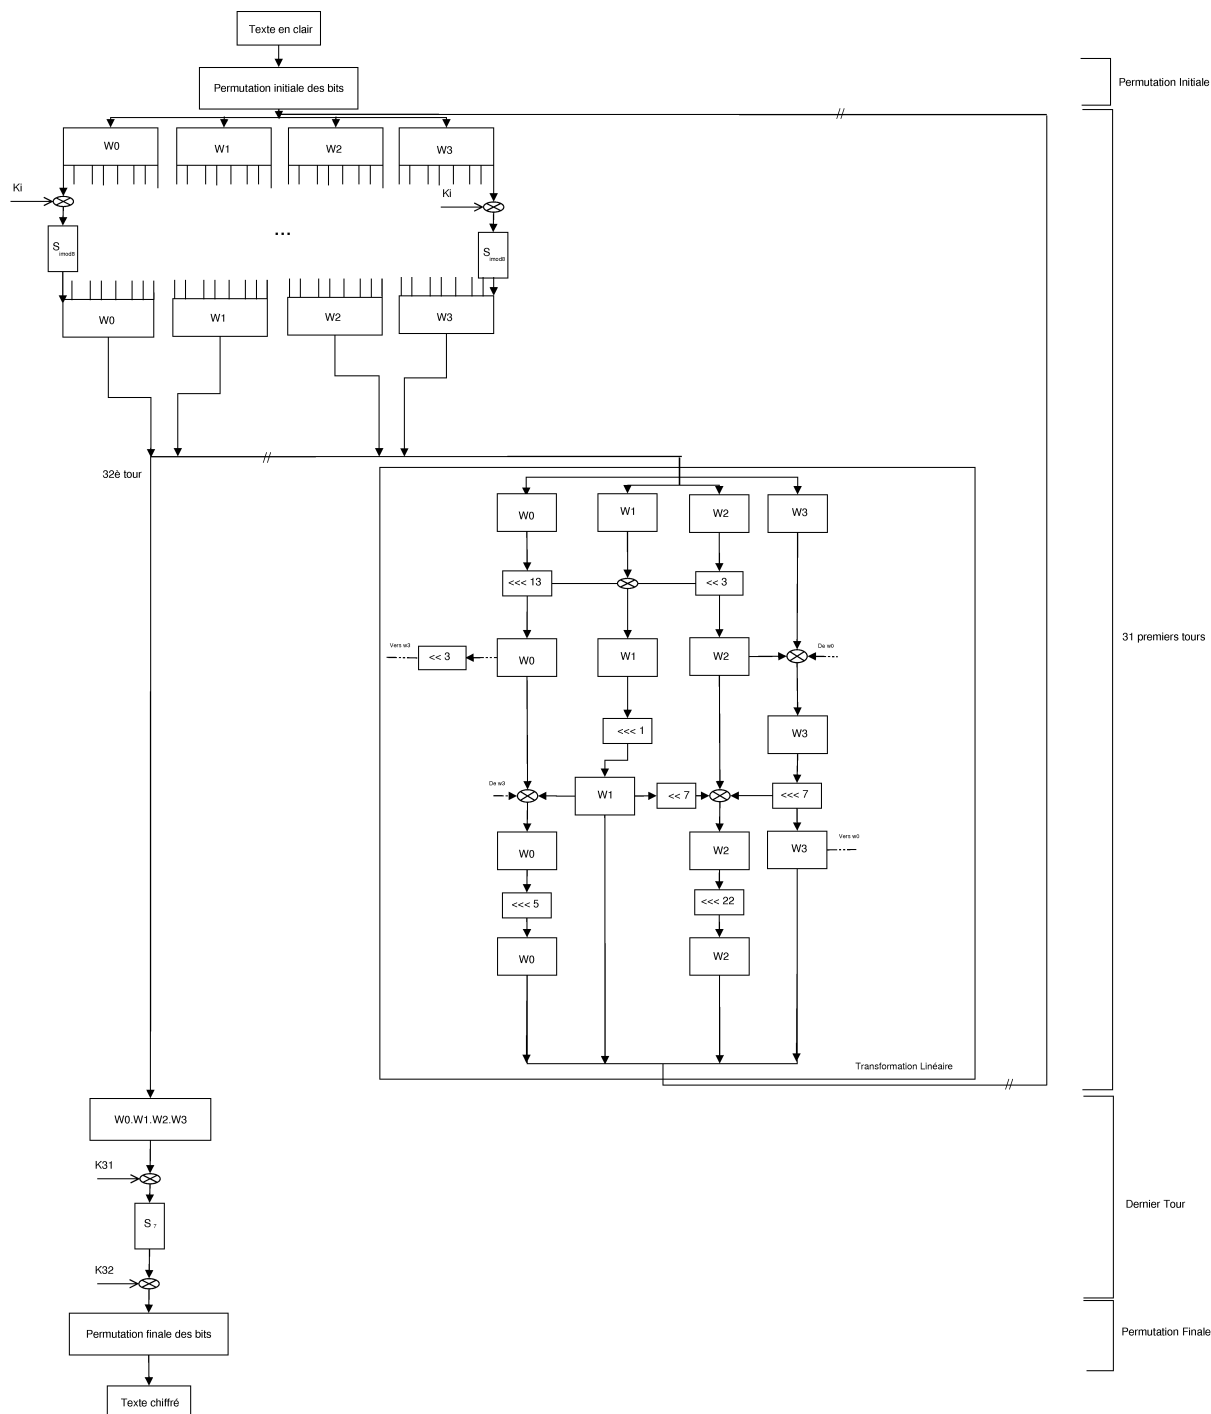 Texte en clair
Permutation initiale des bits
Permutation Initiale
W0 W1 W2 W3
Ki
Ki
S imod8
...
S imod8
W0 W1 W2 W3
32è tour
W0 W1 W2 W3
<<< 13
<< 3
31 premiers tours
Vers w3
<< 3
W0 W1 W2
De w0
<<< 1
W3
De w3
W1
<< 7
<<< 7
W0 W2 W3
Vers w0
<<< 5
<<< 22
W0 W2
Transformation Linéaire
W0.W1.W2.W3
K31
S 7
Dernier Tour
K32
Permutation finale des bits
Permutation Finale
Texte chiffré